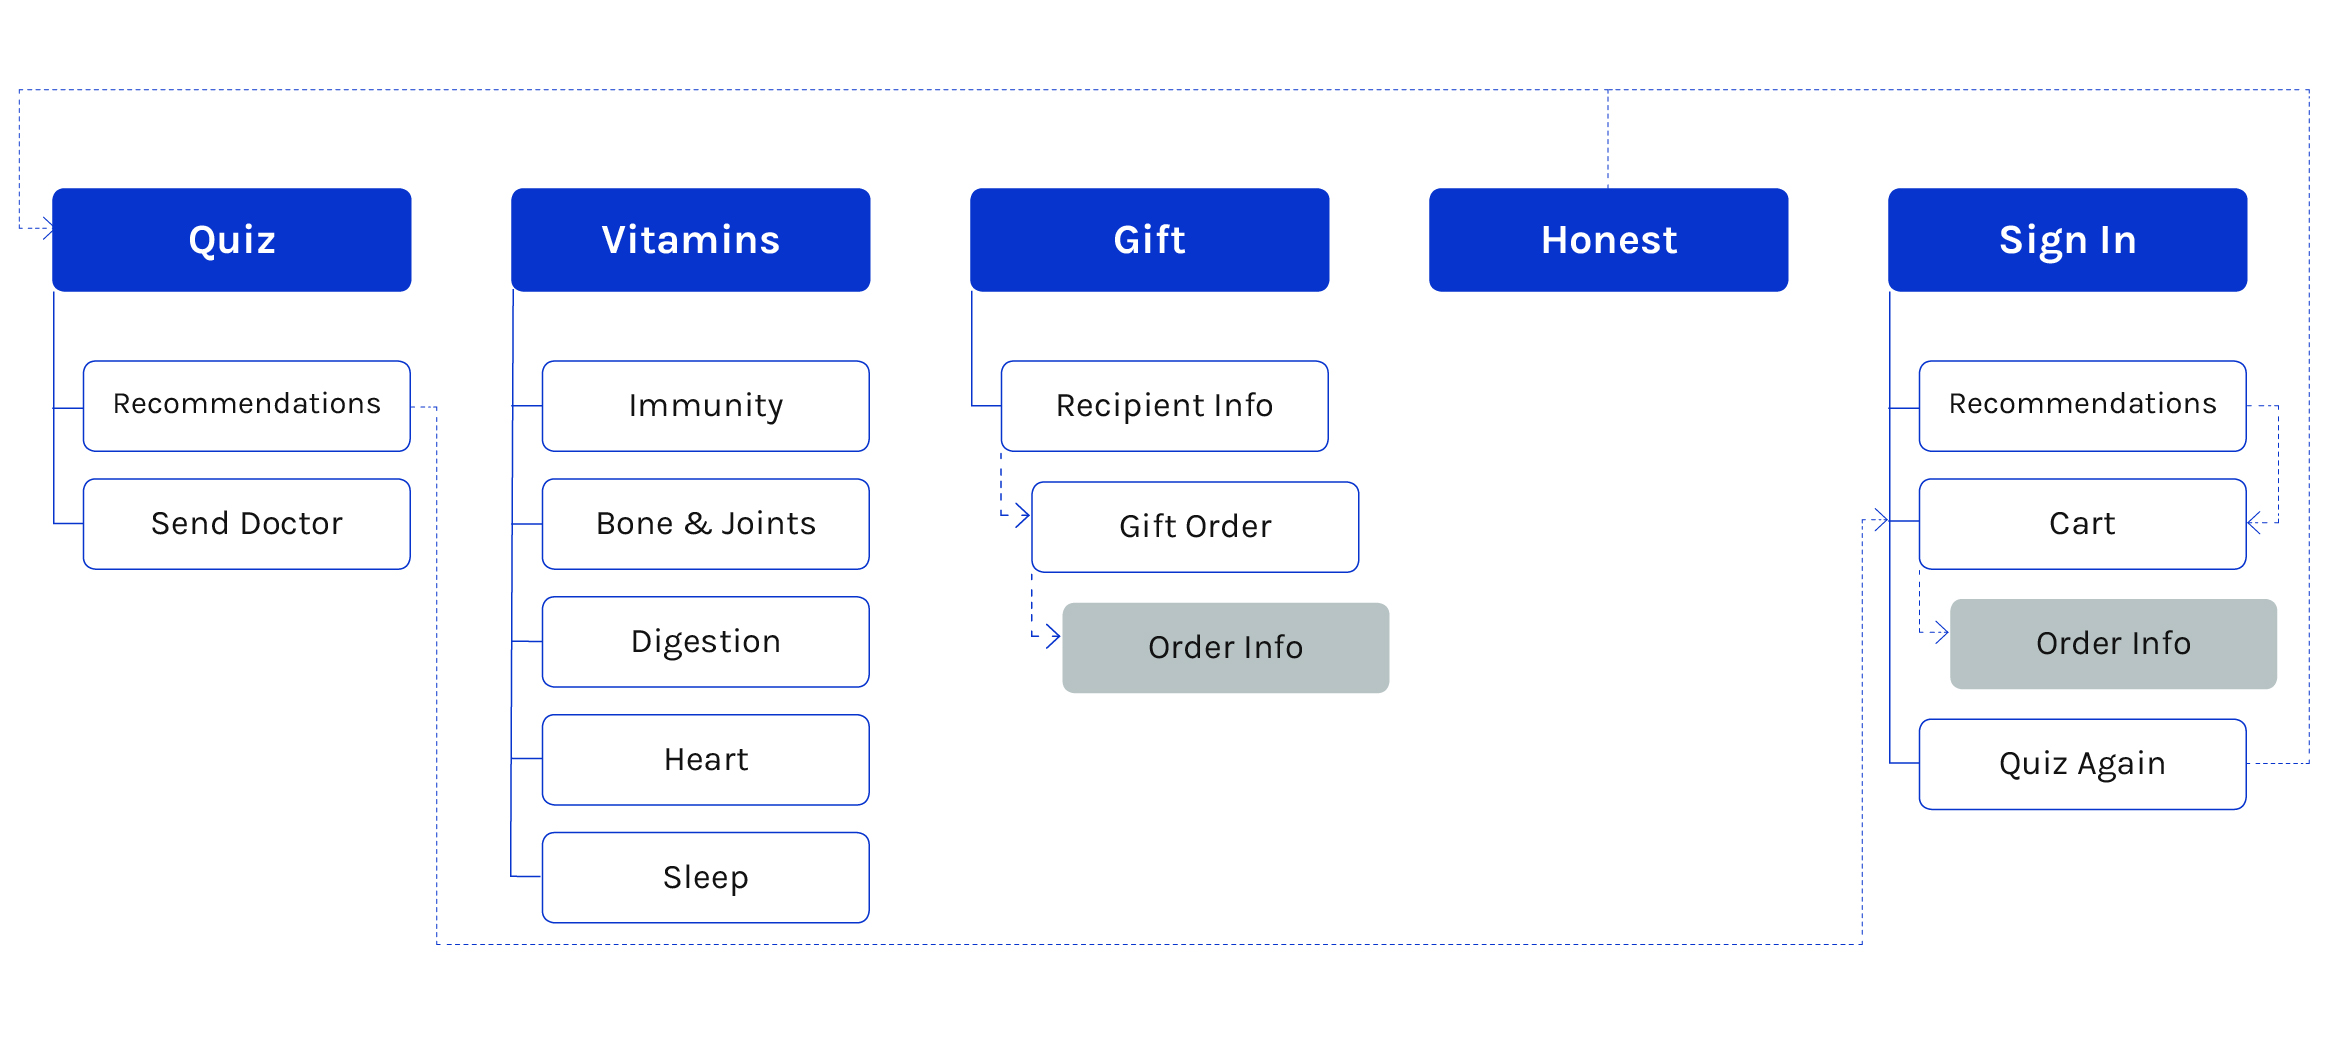 Quiz
Recommendations
Send Doctor
Vitamins
Immunity
Bone & Joints
Digestion
Heart
Sleep
Gift
Recipient Info
Gift Order
Order Info
Honest
Sign In
Recommendations
Cart
Order Info
Quiz Again